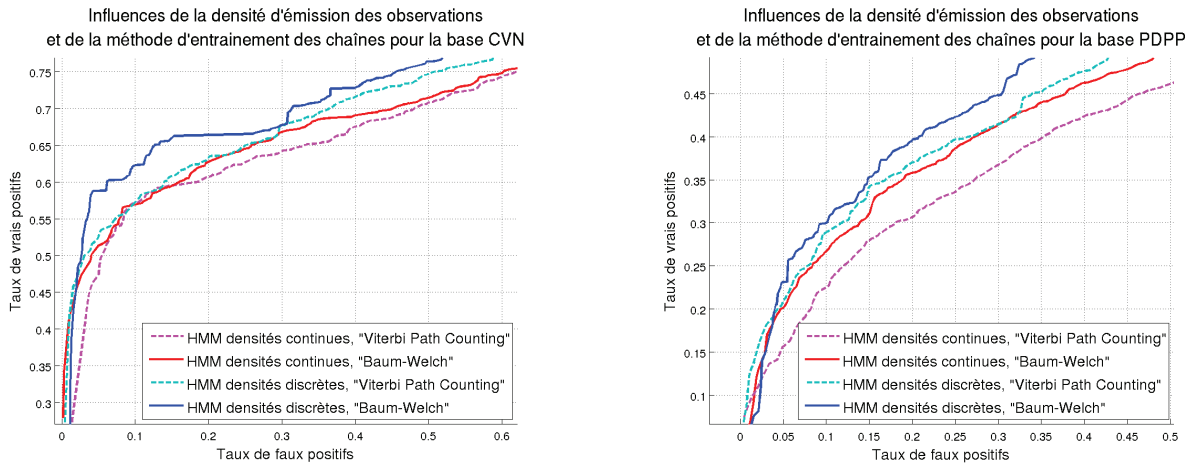 Influences de la densité d'émission des observations
et de la méthode d'entrainement des chaînes pour la base CVN
Taux de vrais positifs
0.75
0.7
0.65
0.6
0.55
0.5
0.45
0.4
0.35
0.3
HMM densités continues, "Viterbi Path Counting"
HMM densités continues, "Baum-Welch"
HMM densités discrètes, "Viterbi Path Counting"
HMM densités discrètes, "Baum-Welch"
0
0.1
0.2
0.3
0.4
0.5
0.6
Taux de faux positifs
Influences de la densité d'émission des observations
et de la méthode d'entrainement des chaînes pour la base PDPP
Taux de vrais positifs
0.45
0.4
0.35
0.3
0.25
0.2
0.15
0.1
HMM densités continues, "Viterbi Path Counting"
HMM densités continues, "Baum-Welch"
HMM densités discrètes, "Viterbi Path Counting"
HMM densités discrètes, "Baum-Welch"
0
0.05
0.1
0.15
0.2
0.25
0.3
0.35
0.4
0.45
0.5
Taux de faux positifs